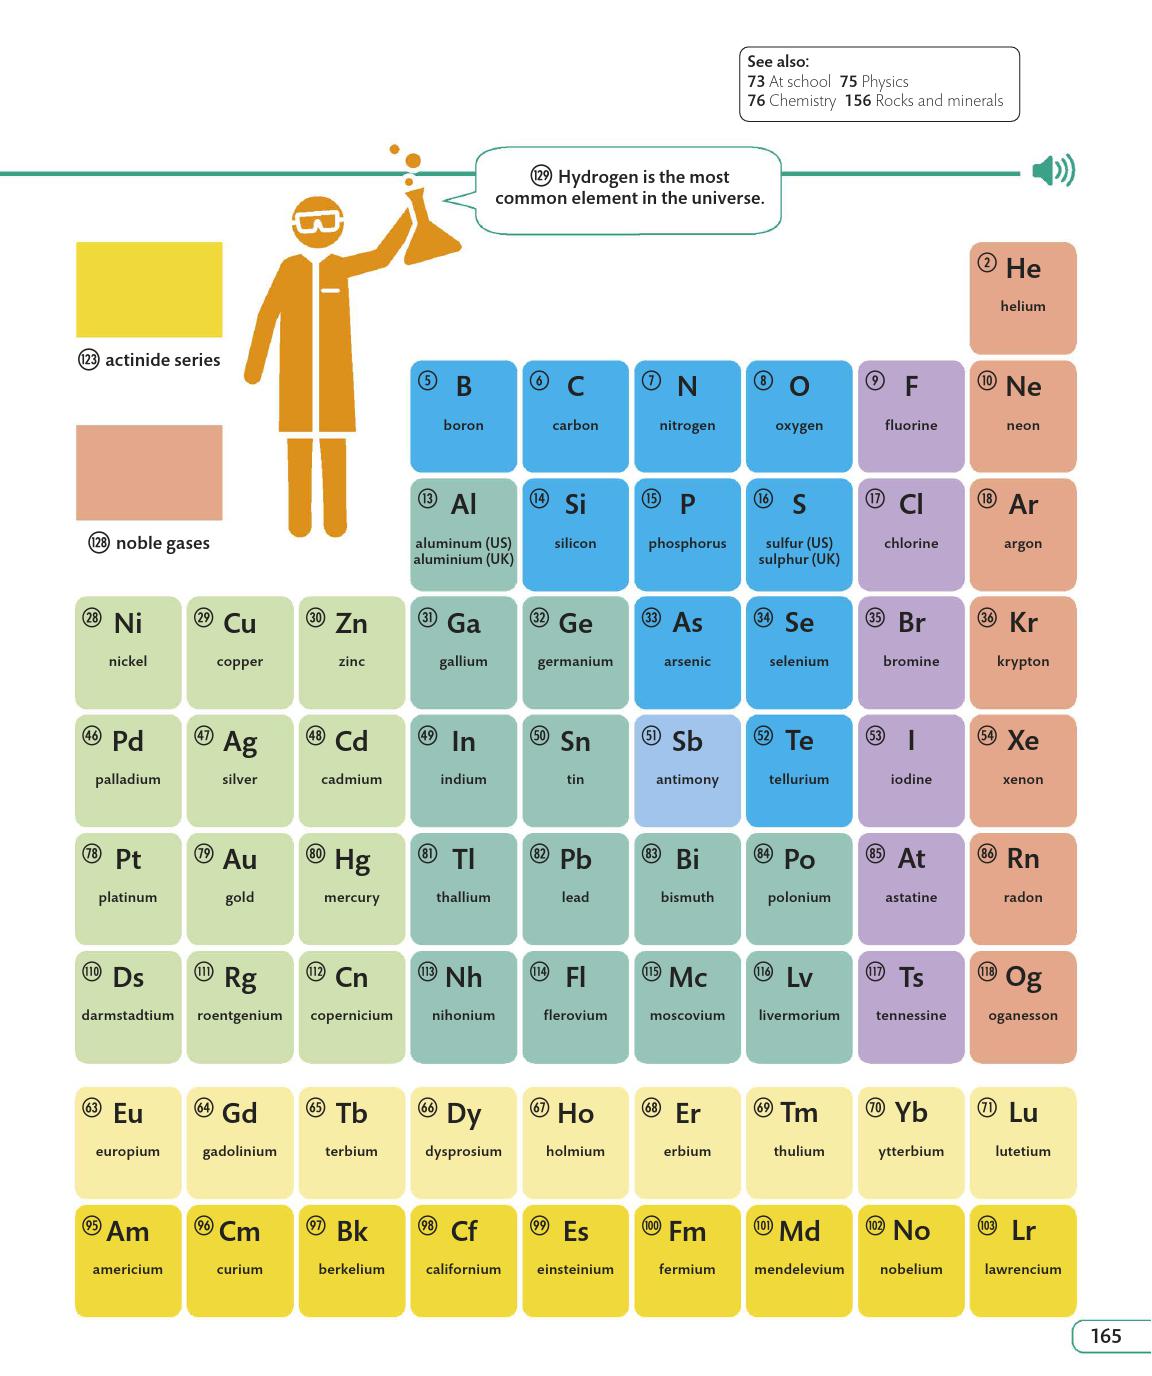 See also:
73 At school 75 Physics
76 Chemistry 156 Rocks and minerals
129 Hydrogen is the most
common element in the universe.
123 actinide series
128 noble gases
2 He
helium
5 B
boron
6 C
carbon
7 N
nitrogen
8 O
oxygen
9 F
fluorine
10 Ne
neon
13 Al
aluminum (US)
aluminium (UK)
14 Si
silicon
15 P
phosphorus
16 S
sulfur (US)
sulphur (UK)
17 Cl
chlorine
18 Ar
argon
28 Ni
nickel
29 Cu
copper
30 Zn
zinc
31 Ga
gallium
32 Ge
germanium
33 As
arsenic
34 Se
selenium
35 Br
bromine
36 Kr
krypton
46 Pd
palladium
47 Ag
silver
48 Cd
cadmium
49 In
indium
50 Sn
tin
51 Sb
antimony
52 Te
tellurium
53 I
iodine
54 Xe
xenon
78 Pt
platinum
79 Au
gold
80 Hg
mercury
81 Tl
thallium
82 Pb
lead
83 Bi
bismuth
84 Po
polonium
85 At
astatine
86 Rn
radon
110 Ds
darmstadtium
111 Rg
roentgenium
112 Cn
copernicium
113 Nh
nihonium
114 Fl
flerovium
115 Mc
moscovium
116 Lv
livermorium
117 Ts
tennessine
118 Og
oganesson
63 Eu
europium
64 Gd
gadolinium
65 Tb
terbium
66 Dy
dysprosium
67 Ho
holmium
68 Er
erbium
69 Tm
thulium
70 Yb
ytterbium
71 Lu
lutetium
95 Am
americium
96 Cm
curium
97 Bk
berkelium
98 Cf
californium
99 Es
einsteinium
100 Fm
fermium
101 Md
mendelevium
102 No
nobelium
103 Lr
lawrencium
165